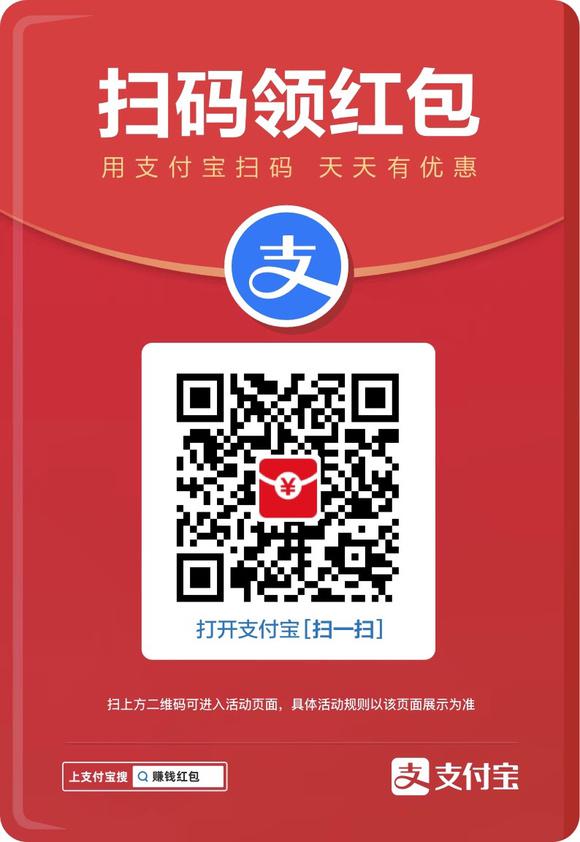 扫码领红包
用支付宝扫码 天天有优惠
支
¥
打开支付宝[扫一扫]
扫上方二维码可进入活动页面，具体活动规则以该页面展示为准
上支付宝搜 赚钱红包
支 支付宝